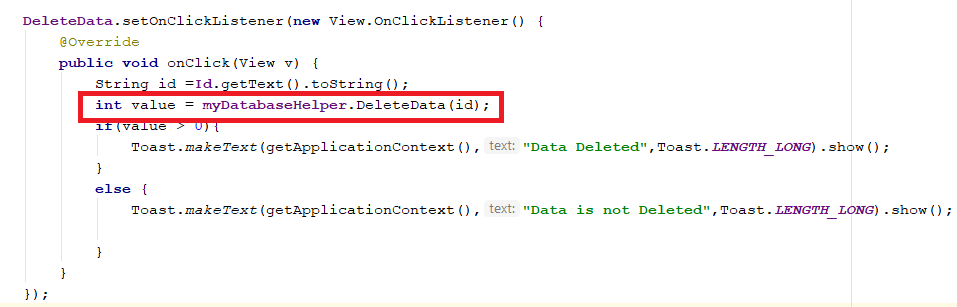 DeleteData.setOnClickListener(new View.OnClickListener() {
@Override
public void onClick(View v) {
String id =Id.getText().toString();
int value = myDatabaseHelper.DeleteData(id);
if(value > 0){
Toast.makeText(getApplicationContext(), text: "Data Deleted",Toast.LENGTH_LONG).show();
}
else {
Toast.makeText(getApplicationContext(), text: "Data is not Deleted",Toast.LENGTH_LONG).show();
}
}
});